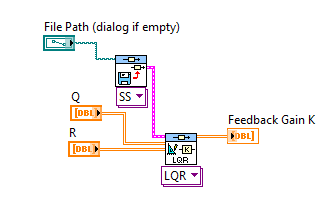 File Path (dialog if empty)
SS
Q
[DBL]
R
[DBL]
K
LQR
LQR
Feedback Gain K
DBL]